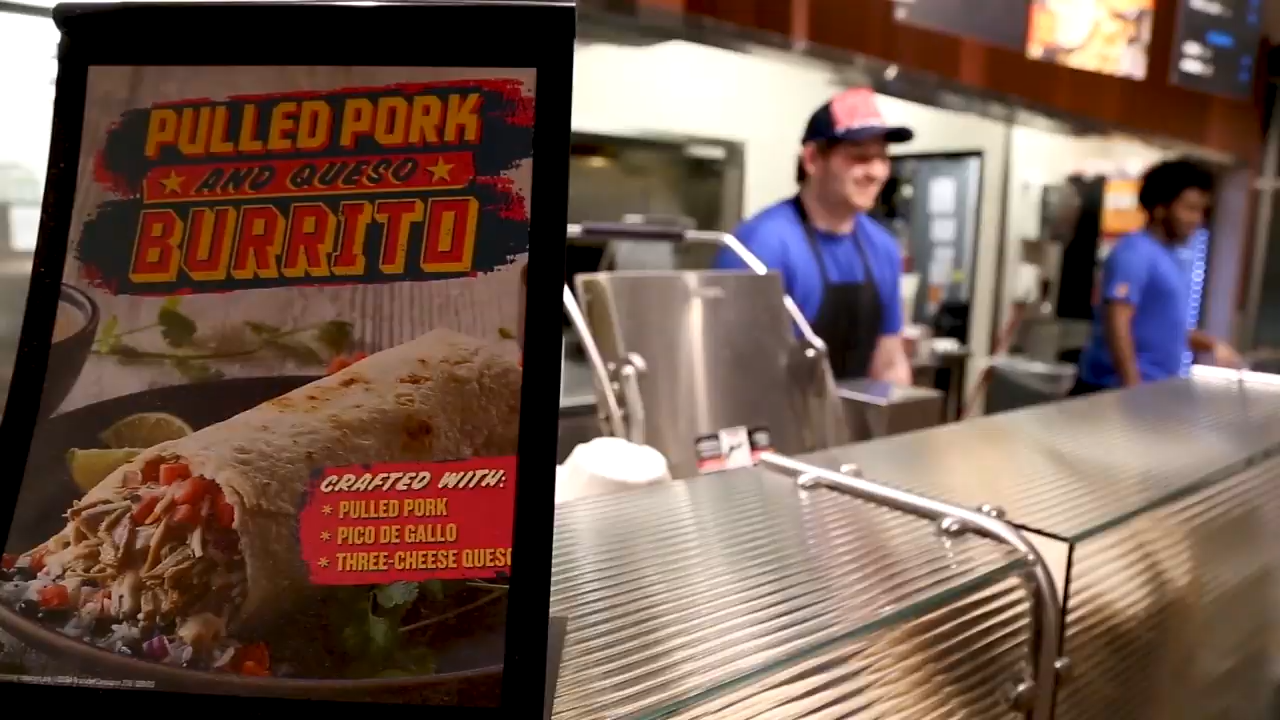 PULLED PORK
AND QUESO
BURRITO
CRAFTED WITH:
* PULLED PORK
* PICO DE GALLO
* THREE-CHEESE QUESO